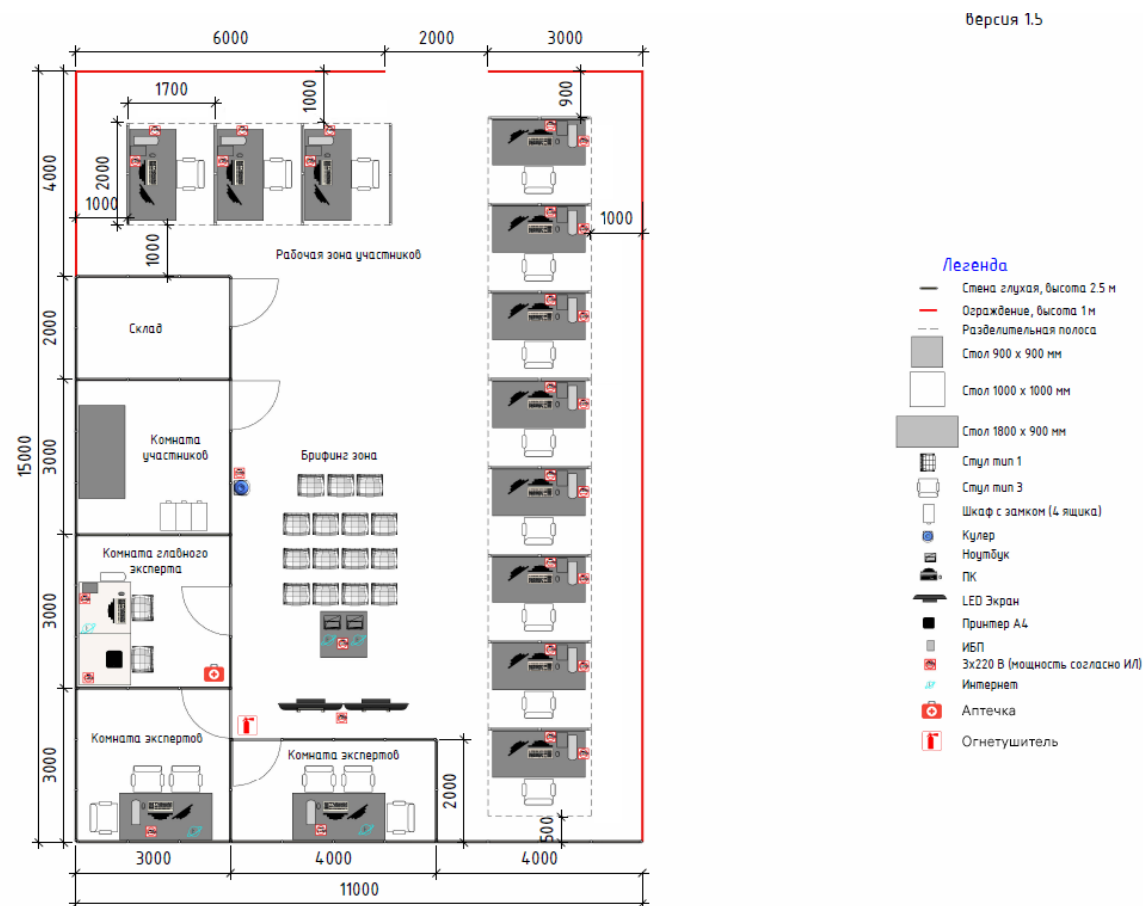 Версия 1.5
6000
2000
3000
1700
1000
900
4000
2000
1000
1000
1000
Рабочая зона участников
Склад
2000
15000
3000
Комната
участников
Брифинг зона
Комната главного
эксперта
3000
Комната экспертов
Комната экспертов
3000
2000
500
3000
4000
4000
11000
Легенда
Стена глухая, высота 2.5 м
Ограждение, высота 1 м
Разделительная полоса
Стол 900 x 900 мм
Стол 1000 x 1000 мм
Стол 1800 x 900 мм
Стул тип 1
Стул тип 3
Шкаф с замком (4 ящика)
Кулер
Ноутбук
ПК
LED Экран
Принтер А4
ИБП
3x220 В (мощность согласно ИЛ)
Интернет
Аптечка
Огнетушитель